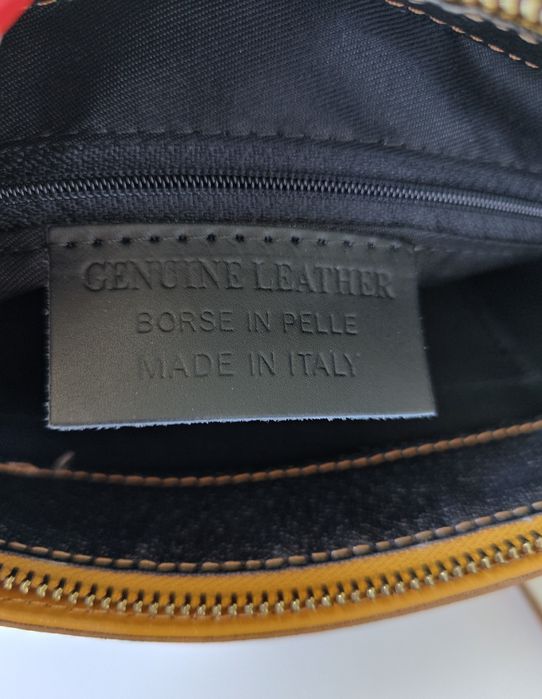 GENUINE LEATHER
BORSE IN PELLE
MADE IN ITALY